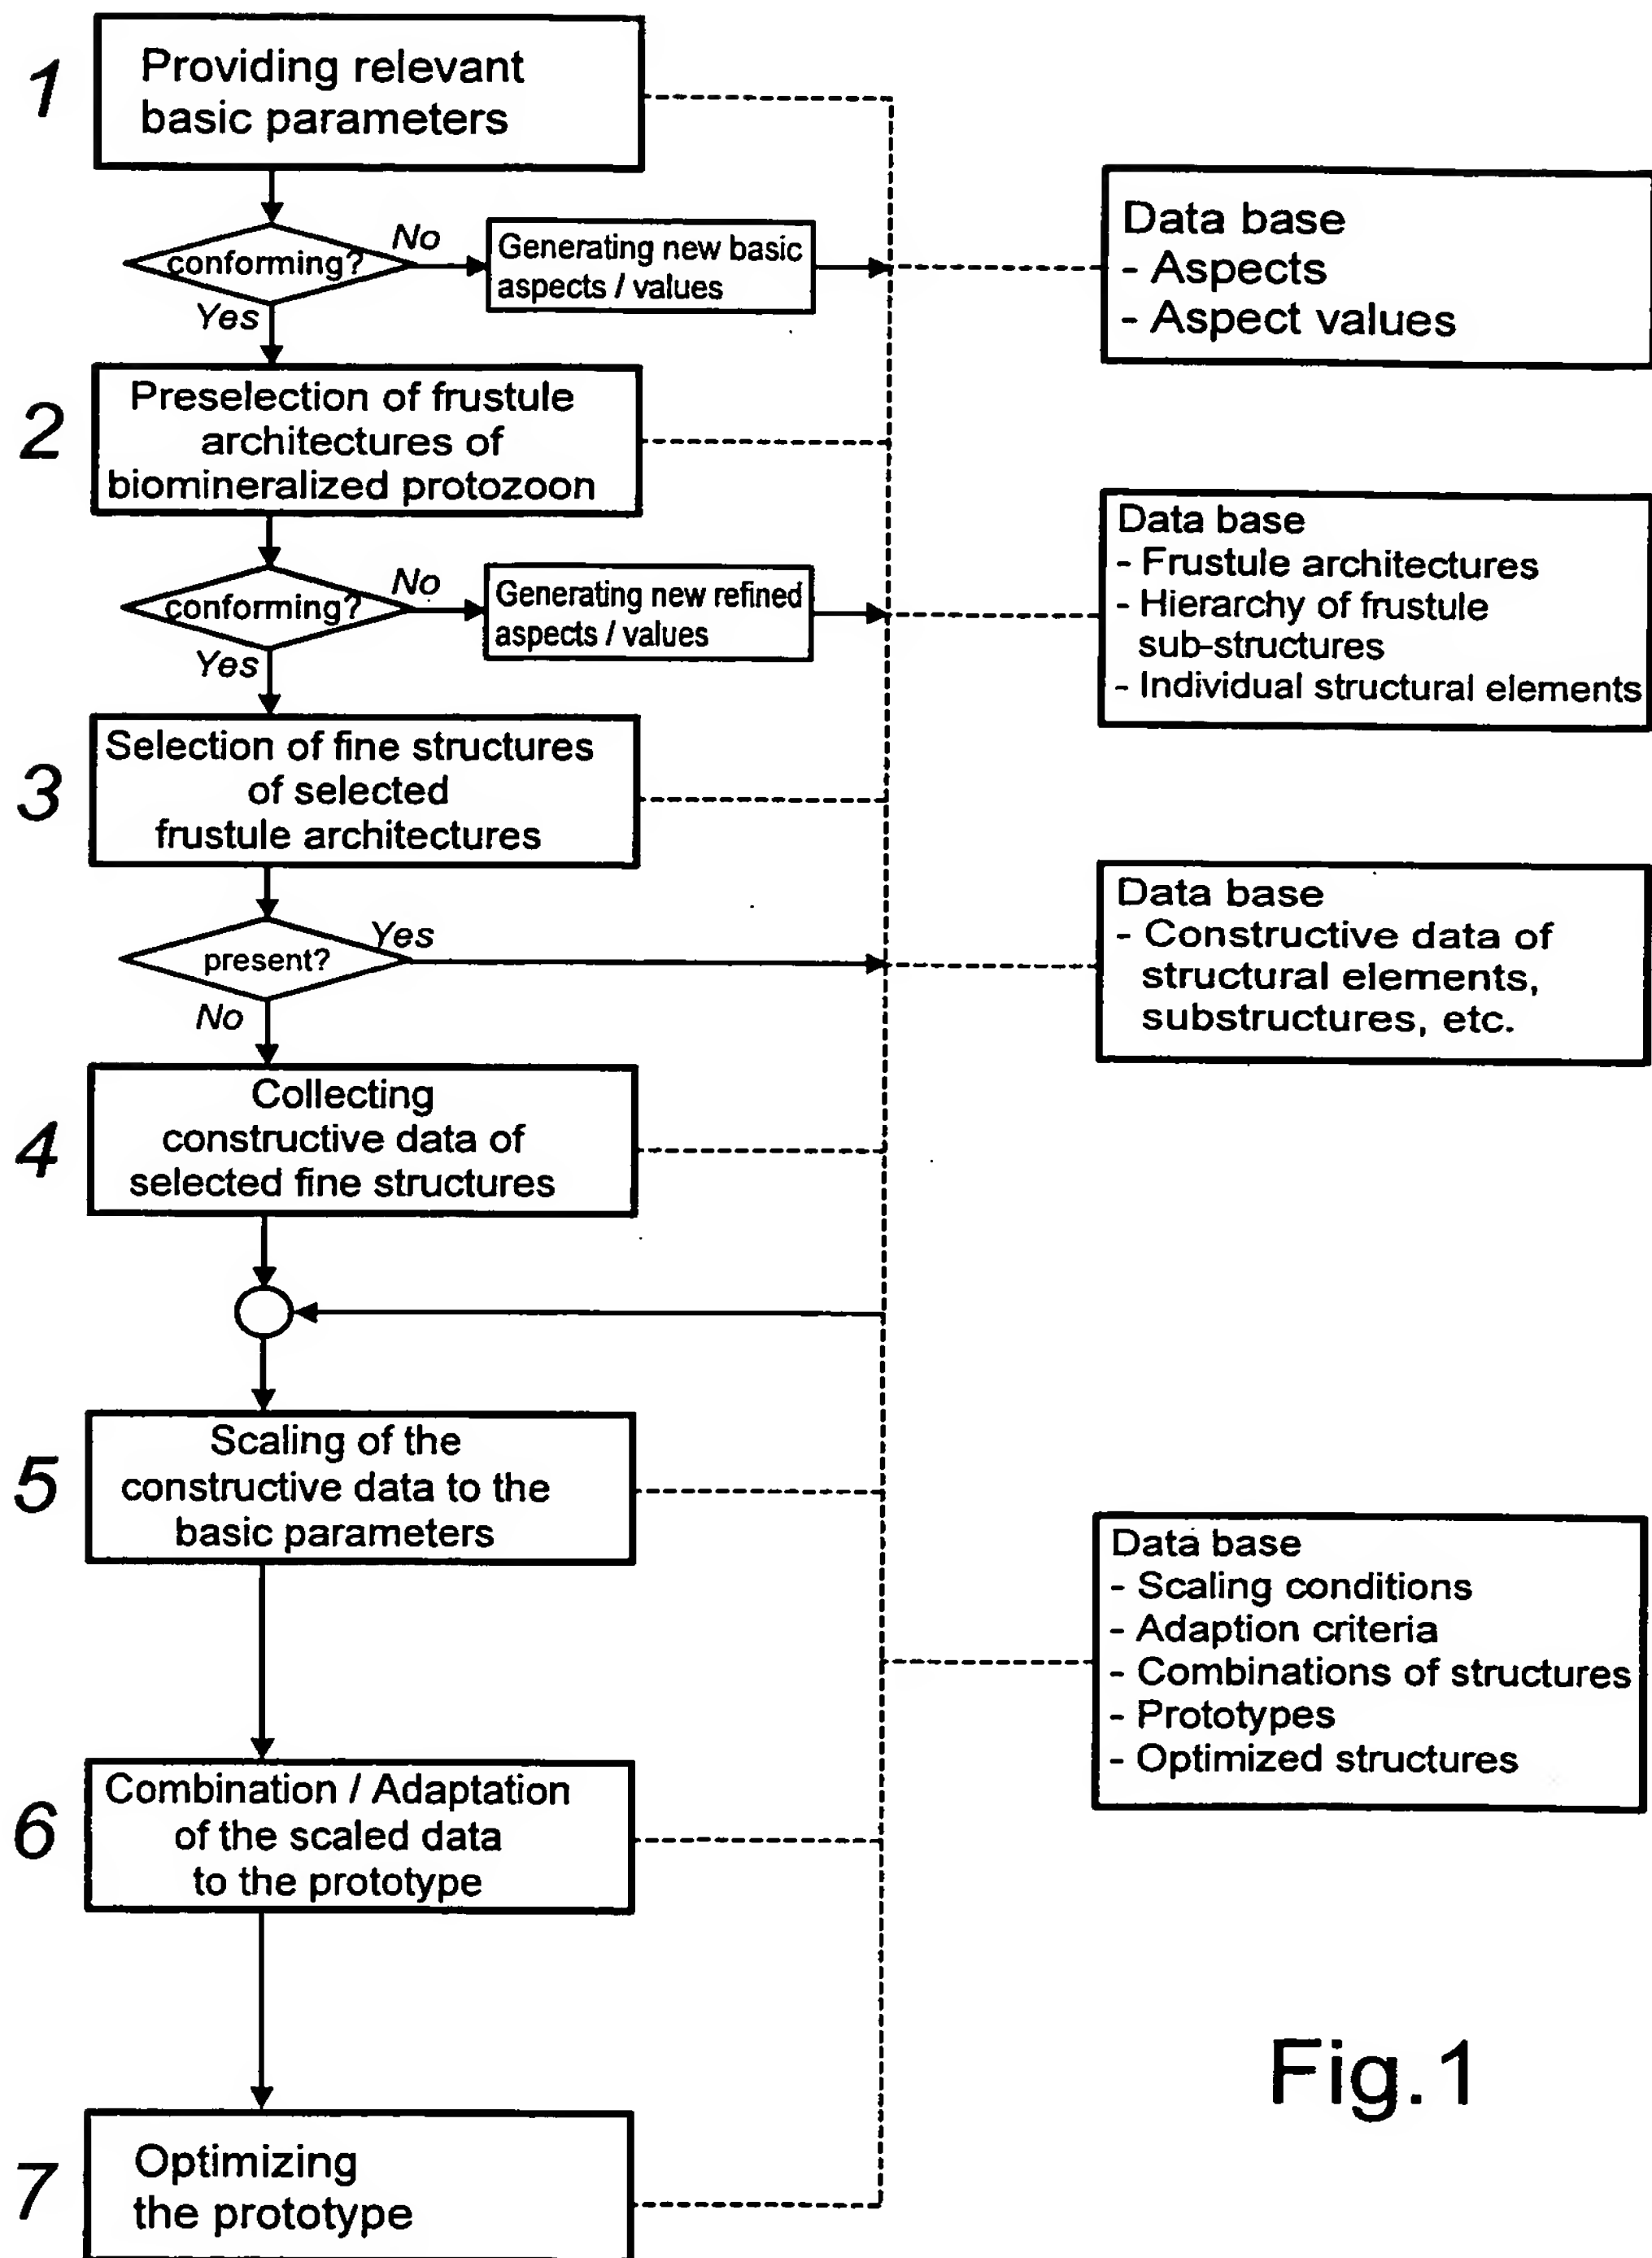 1
Providing relevant
basic parameters
conforming?
No
Yes
Generating new basic
aspects / values
Data base
- Aspects
- Aspect values
2
Preselection of frustule
architectures of
biomineralized protozoon
conforming?
No
Yes
Generating new refined
aspects / values
Data base
- Frustule architectures
- Hierarchy of frustule
sub-structures
- Individual structural elements
3
Selection of fine structures
of selected
frustule architectures
present?
Yes
No
Data base
- Constructive data of
structural elements,
substructures, etc.
4
Collecting
constructive data of
selected fine structures
5
Scaling of the
constructive data to the
basic parameters
Data base
- Scaling conditions
- Adaption criteria
- Combinations of structures
- Prototypes
- Optimized structures
6
Combination / Adaptation
of the scaled data
to the prototype
7
Optimizing
the prototype
Fig.1